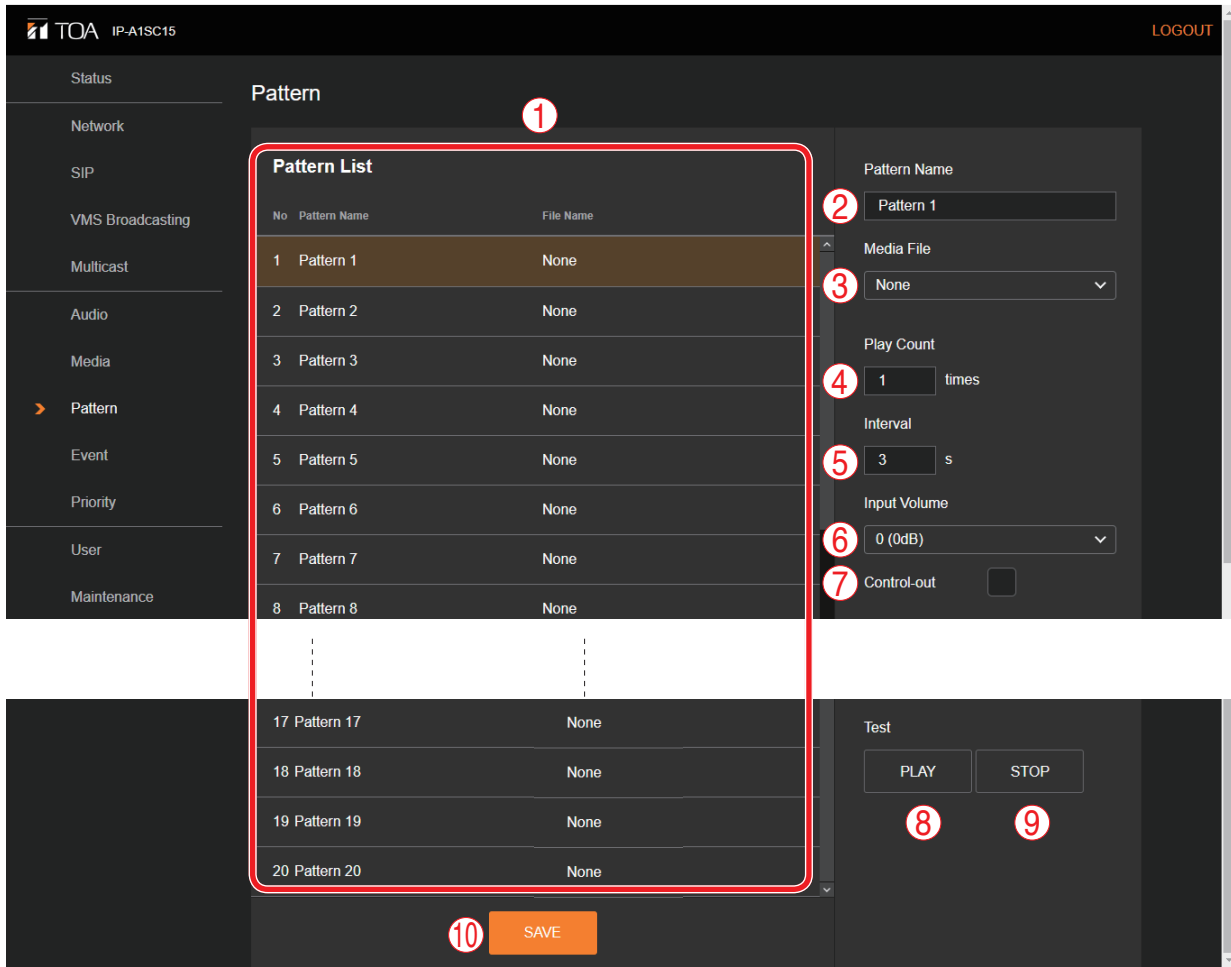 TOA IP-A1SC15
LOGOUT
Status
Network
SIP
VMS Broadcasting
Multicast
Audio
Media
Pattern
Event
Priority
User
Maintenance
Pattern
1
Pattern List
No Pattern Name File Name
1 Pattern 1 None
2 Pattern 2 None
3 Pattern 3 None
4 Pattern 4 None
5 Pattern 5 None
6 Pattern 6 None
7 Pattern 7 None
8 Pattern 8 None
17 Pattern 17 None
18 Pattern 18 None
19 Pattern 19 None
20 Pattern 20 None
10 SAVE
Pattern Name
2 Pattern 1
Media File
3 None
Play Count
4 1 times
Interval
5 3 s
Input Volume
6 0 (0dB)
7 Control-out
Test
PLAY STOP
8 9